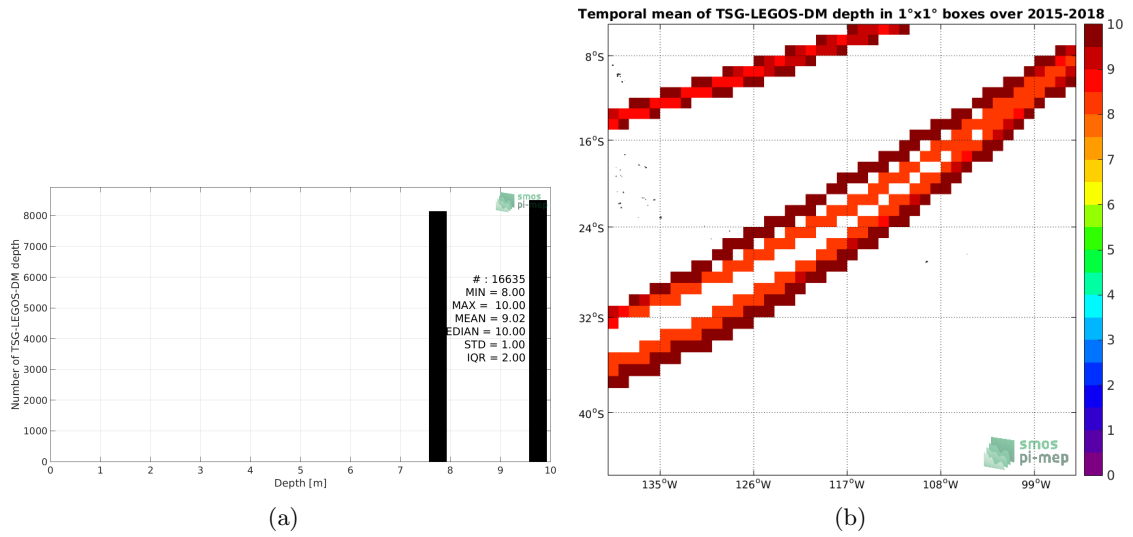 Temporal mean of TSG-LEGOS-DM depth in 1°x1° boxes over 2015-2018
Number of TSG-LEGOS-DM depth
8000
7000
6000
5000
4000
3000
2000
1000
0
smos
pi-mep
# : 16635
MIN = 8.00
MAX = 10.00
MEAN = 9.02
EDIAN = 10.00
STD = 1.00
IQR = 2.00
0 1 2 3 4 5 6 7 8 9 10
Depth [m]
(a)
8°S
16°S
24°S
32°S
40°S
135°W 126°W 117°W 108°W 99°W
smos
pi-mep
10
9
8
7
6
5
4
3
2
1
0
(b)